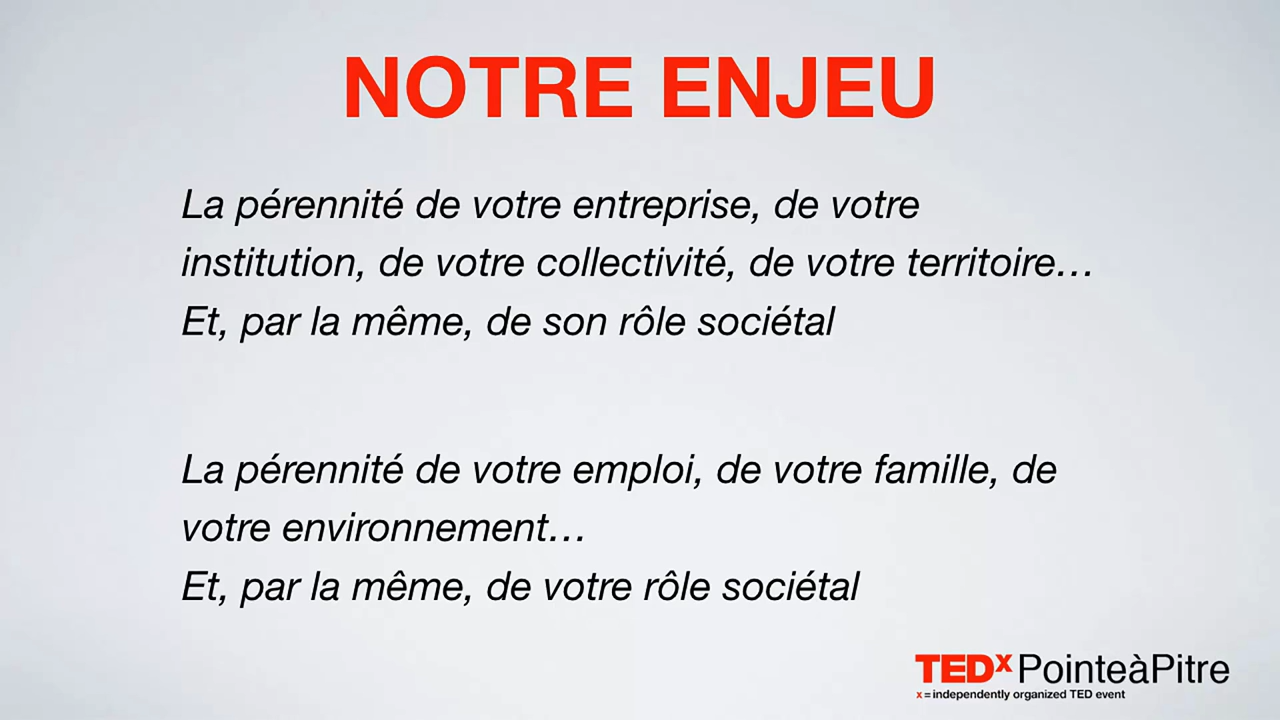 NOTRE ENJEU
La pérennité de votre entreprise, de votre
institution, de votre collectivité, de votre territoire…
Et, par la même, de son rôle sociétal
La pérennité de votre emploi, de votre famille, de
votre environnement…
Et, par la même, de votre rôle sociétal
TEDx PointeàPitre
x = independently organized TED event